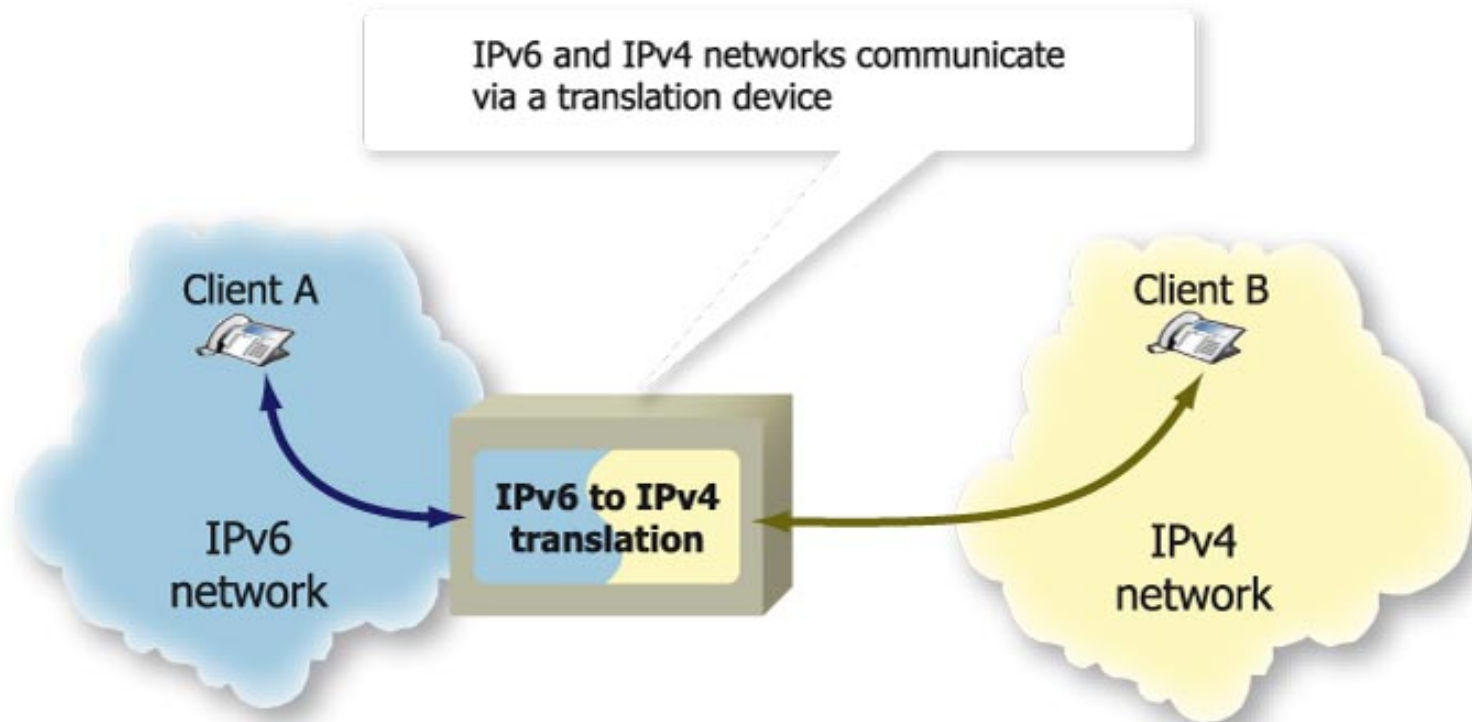 IPv6 and IPv4 networks communicate
via a translation device
Client A
Client B
IPv6 to IPv4
translation
IPv6
network
IPv4
network